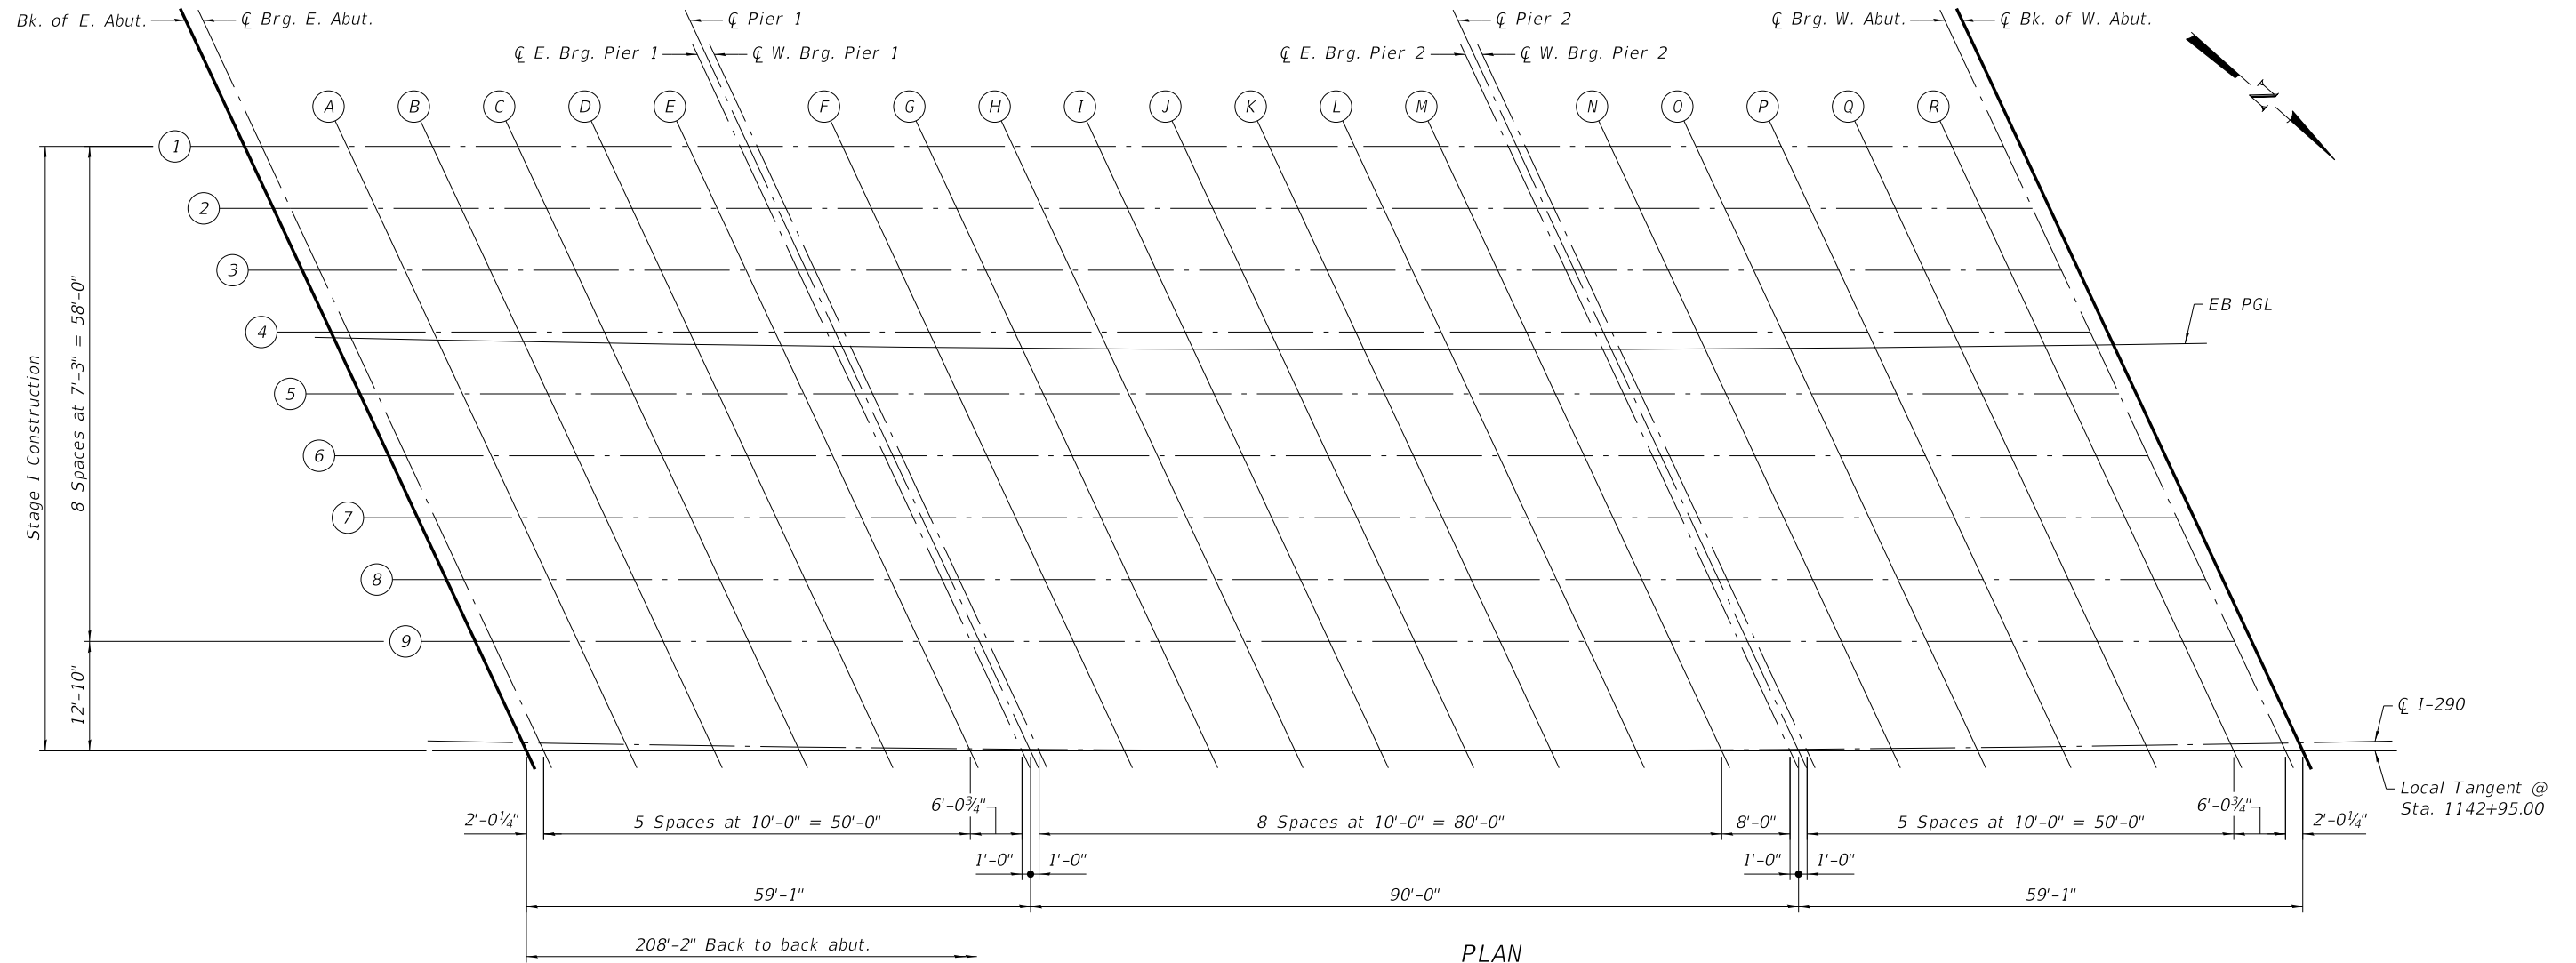 Bk. of E. Abut.
℄ Brg. E. Abut.
℄ Pier 1
℄ Pier 2
℄ Brg. W. Abut.
℄ Bk. of W. Abut.
℄ E. Brg. Pier 1
℄ W. Brg. Pier 1
℄ E. Brg. Pier 2
℄ W. Brg. Pier 2
N
A B C D E F G H I J K L M N O P Q R
1
2
3
4
5
6
7
8
9
EB PGL
Stage I Construction
8 Spaces at 7'-3" = 58'-0"
12'-10"
℄ I-290
Local Tangent @
Sta. 1142+95.00
2'-0¼"
5 Spaces at 10'-0" = 50'-0"
6'-0¾"
8 Spaces at 10'-0" = 80'-0"
8'-0"
5 Spaces at 10'-0" = 50'-0"
6'-0¾"
2'-0¼"
1'-0"
1'-0"
1'-0"
1'-0"
59'-1"
90'-0"
59'-1"
208'-2" Back to back abut.
PLAN